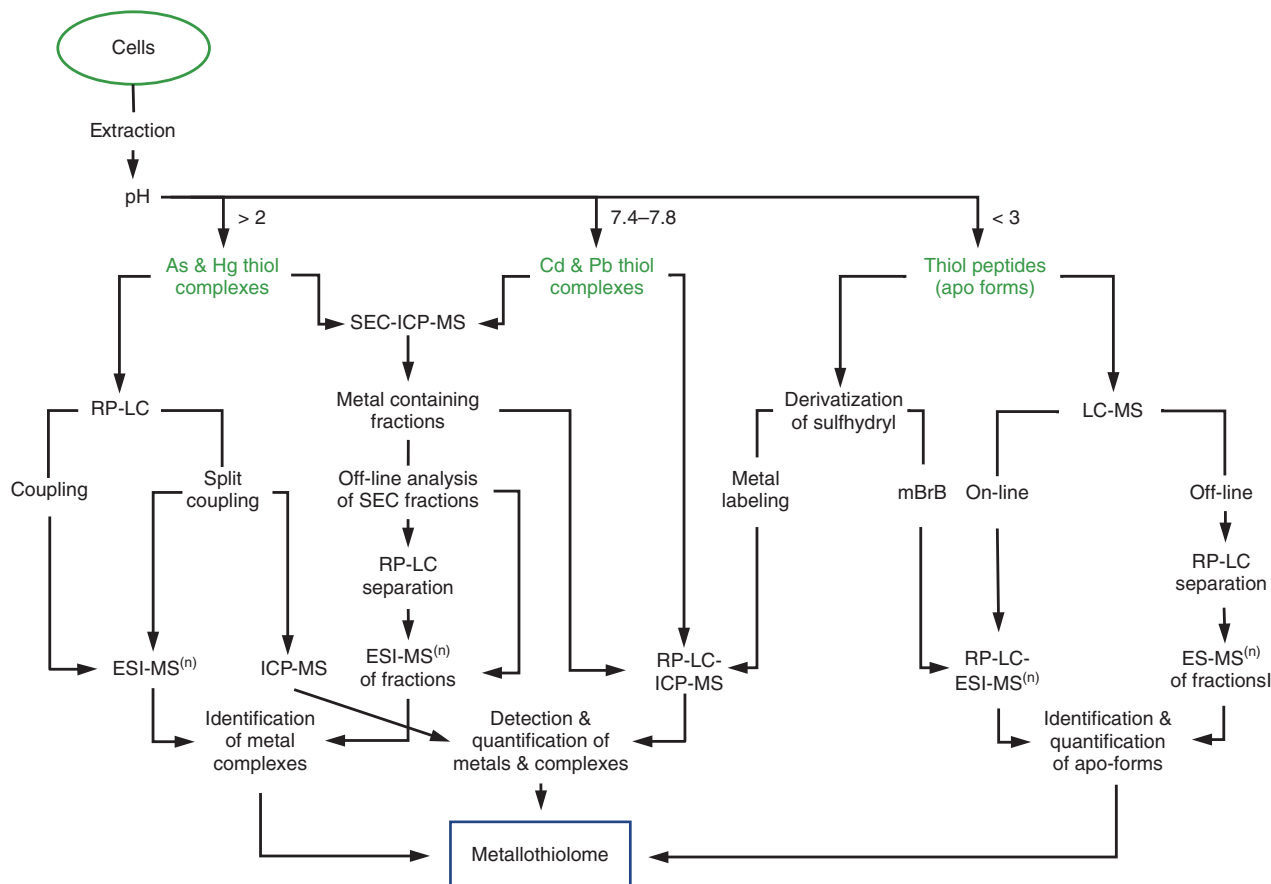 Cells
Extraction
pH
> 2
7.4–7.8
< 3
As & Hg thiol
complexes
Cd & Pb thiol
complexes
Thiol peptides
(apo forms)
SEC-ICP-MS
RP-LC
Metal containing
fractions
Derivatization
of sulfhydryl
LC-MS
Coupling
Split
coupling
Off-line analysis
of SEC fractions
Metal
labeling
mBrB
On-line
Off-line
RP-LC
separation
RP-LC
separation
ESI-MS(n)
ICP-MS
ESI-MS(n)
of fractions
RP-LC-
ICP-MS
RP-LC-
ESI-MS(n)
ES-MS(n)
of fractionsl
Identification
of metal
complexes
Detection &
quantification of
metals & complexes
Identification &
quantification
of apo-forms
Metallothiolome